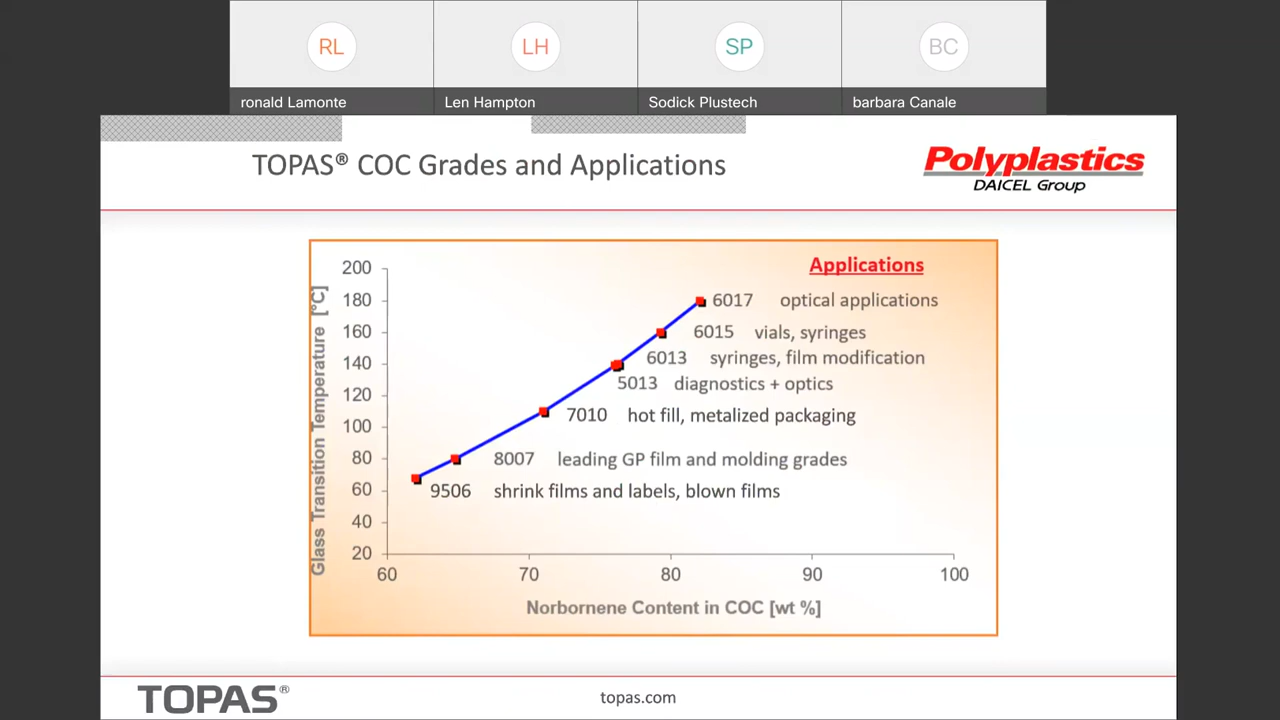 RL
LH
SP
BC
ronald Lamonte
Len Hampton
Sodick Plustech
barbara Canale
TOPAS® COC Grades and Applications
Polyplastics
DAICEL Group
Applications
Glass Transition Temperature [°C]
200
180
160
140
120
100
80
60
40
20
6017 optical applications
6015 vials, syringes
6013 syringes, film modification
5013 diagnostics + optics
7010 hot fill, metalized packaging
8007 leading GP film and molding grades
9506 shrink films and labels, blown films
60 70 80 90 100
Norbornene Content in COC [wt %]
TOPAS®
topas.com